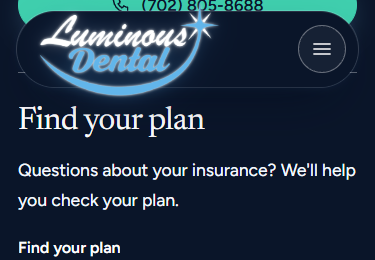 (702) 805-8688
Luminous
Dental
Find your plan
Questions about your insurance? We'll help
you check your plan.
Find your plan